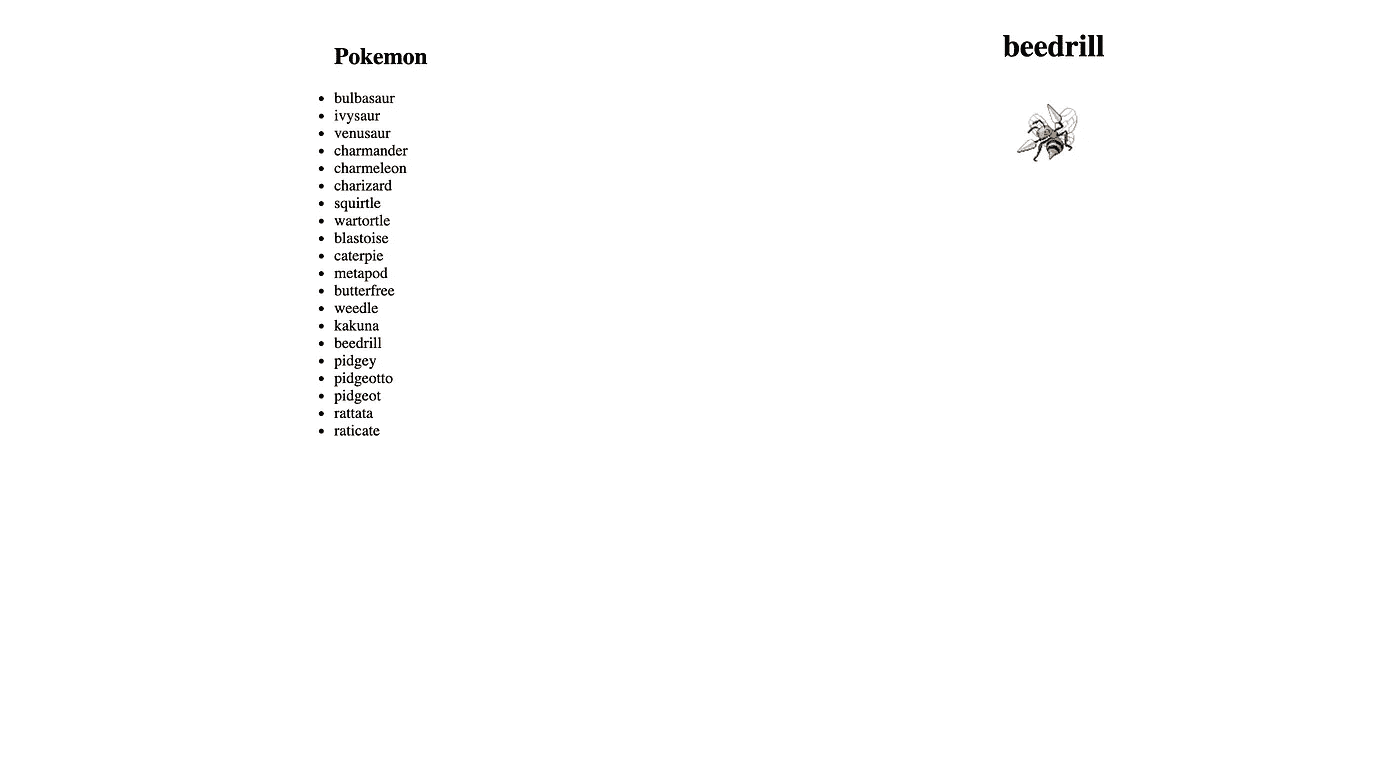 Pokemon
bulbasaur
ivysaur
venusaur
charmander
charmeleon
charizard
squirtle
wartortle
blastoise
caterpie
metapod
butterfree
weedle
kakuna
beedrill
pidgey
pidgeotto
pidgeot
rattata
raticate
beedrill